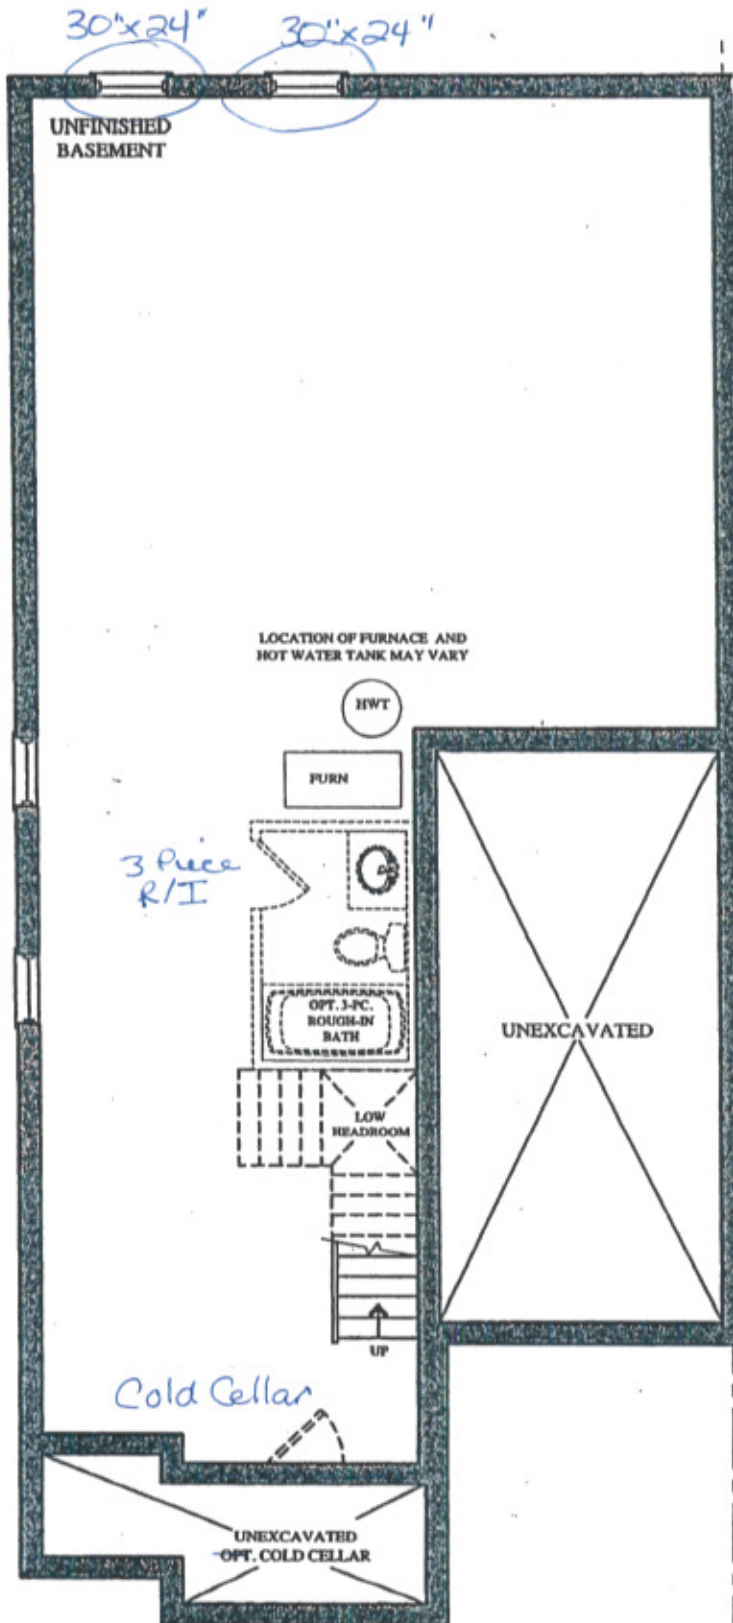 30"x24" 30"x24"
UNFINISHED
BASEMENT
LOCATION OF FURNACE AND
HOT WATER TANK MAY VARY
HWT
FURN
3 Piece
R/I
OPT. 3-PC.
ROUGH-IN
BATH
UNEXCAVATED
LOW
HEADROOM
UP
Cold Cellar
UNEXCAVATED
OPT. COLD CELLAR